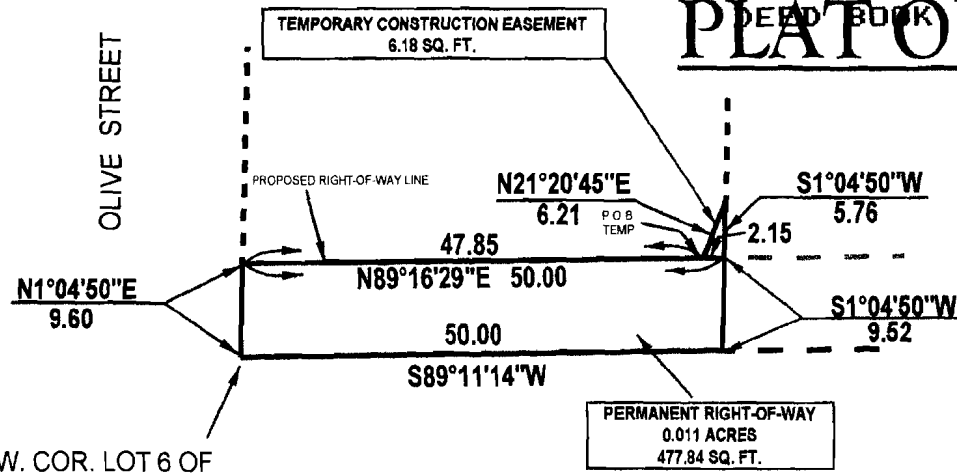 DEED BOOK
PLAT O
TEMPORARY CONSTRUCTION EASEMENT
6.18 SQ. FT.
OLIVE STREET
PROPOSED RIGHT-OF-WAY LINE
N21°20'45"E
6.21
P O B
TEMP
S1°04'50"W
5.76
2.15
47.85
N89°16'29"E 50.00
N1°04'50"E
9.60
S1°04'50"W
9.52
50.00
S89°11'14"W
PERMANENT RIGHT-OF-WAY
0.011 ACRES
477.84 SQ. FT.
W. COR. LOT 6 OF